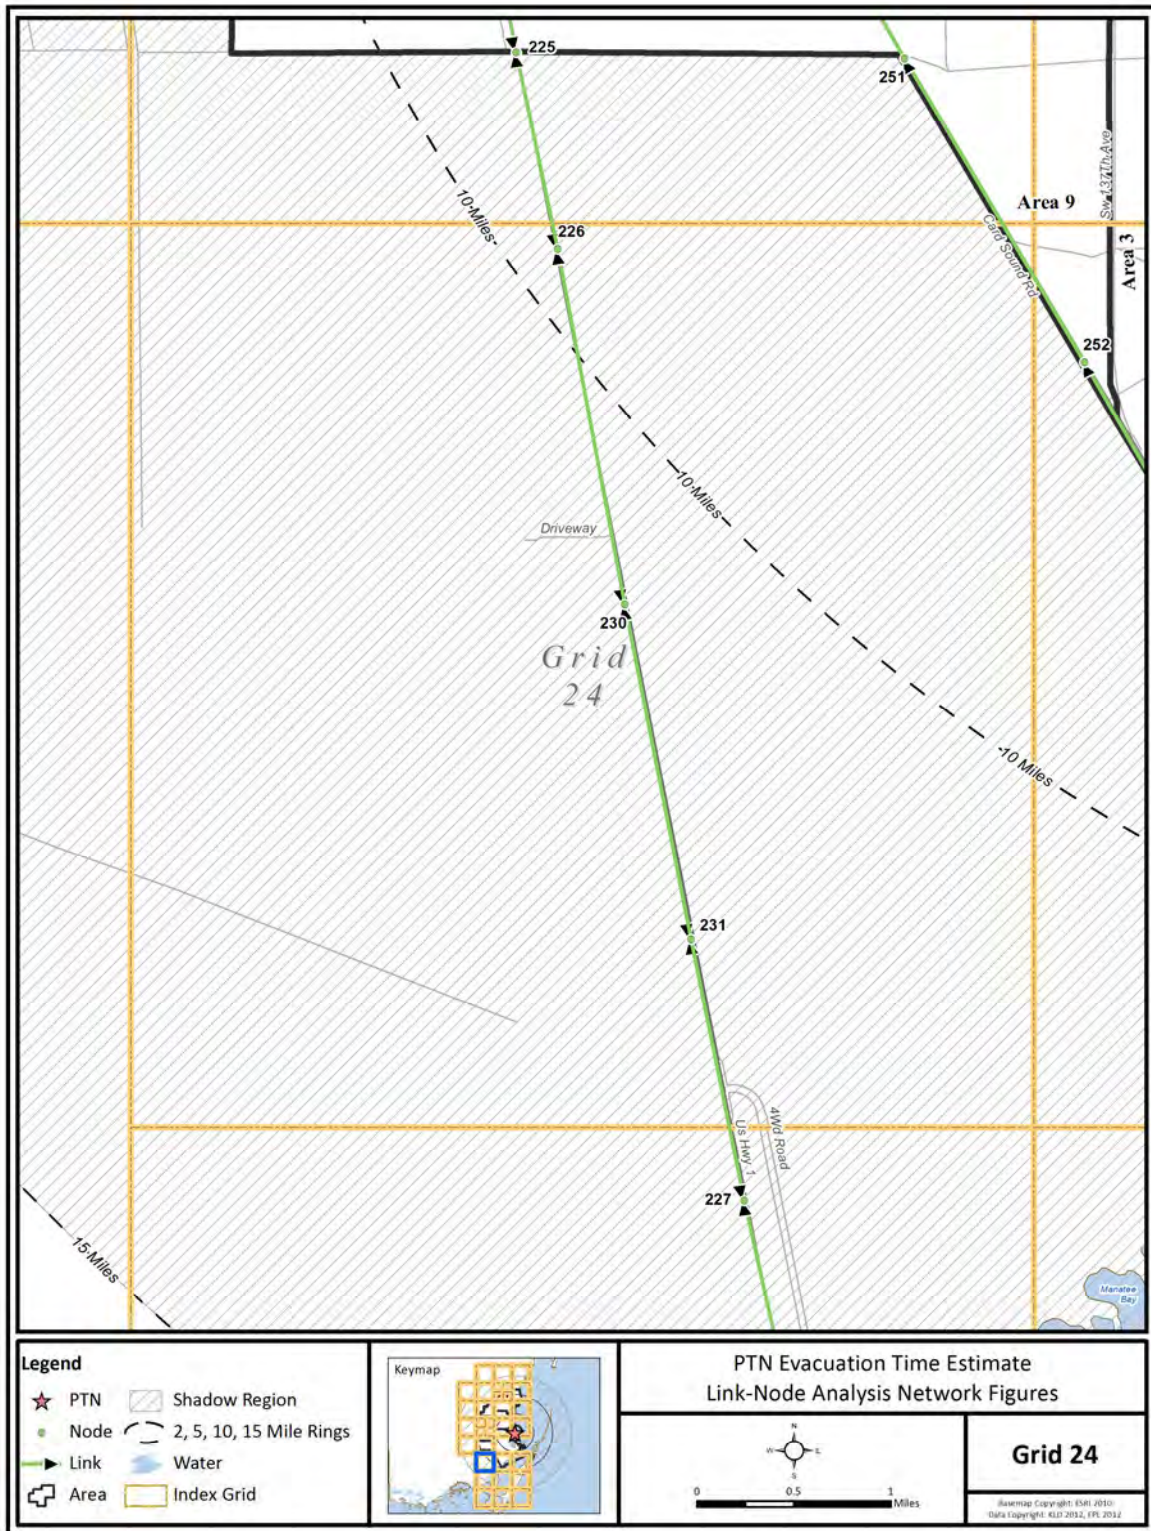 225
251
Sw 137Th Ave
10 Miles
226
Area 9
Card Sound Rd
Area 3
252
10 Miles
Driveway
230
Grid
24
10 Miles
231
4Wd Road
Us Hwy 1
227
15 Miles
Manatee
Bay
Legend
PTN
Shadow Region
Node
2, 5, 10, 15 Mile Rings
Link
Water
Area
Index Grid
Keymap
PTN Evacuation Time Estimate
Link-Node Analysis Network Figures
N
W
E
S
0 0.5 1
Miles
Grid 24
Basemap Copyright: ESRI 2010
Data Copyright: KLD 2012, FPL 2012